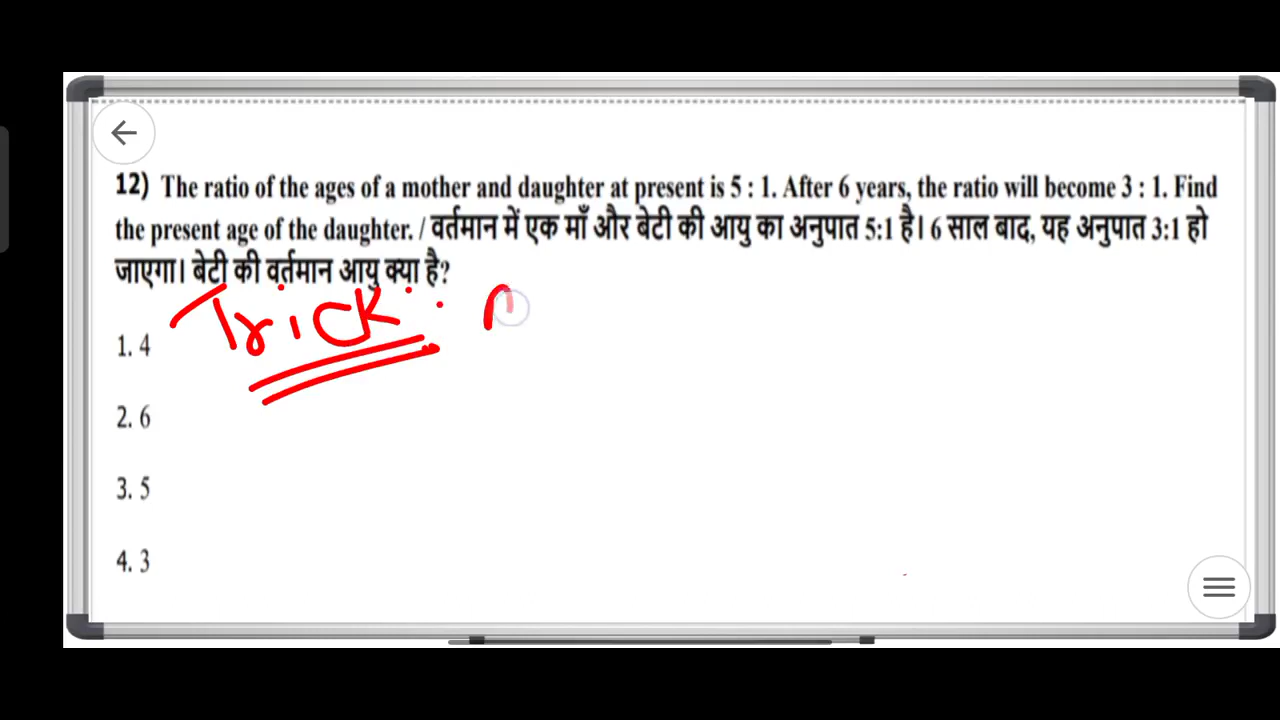 12) The ratio of the ages of a mother and daughter at present is 5 : 1. After 6 years, the ratio will become 3 : 1. Find
the present age of the daughter. / वर्तमान में एक माँ और बेटी की आयु का अनुपात 5:1 है। 6 साल बाद, यह अनुपात 3:1 हो
जाएगा। बेटी की वर्तमान आयु क्या है?
Trick :
1. 4
2. 6
3. 5
4. 3